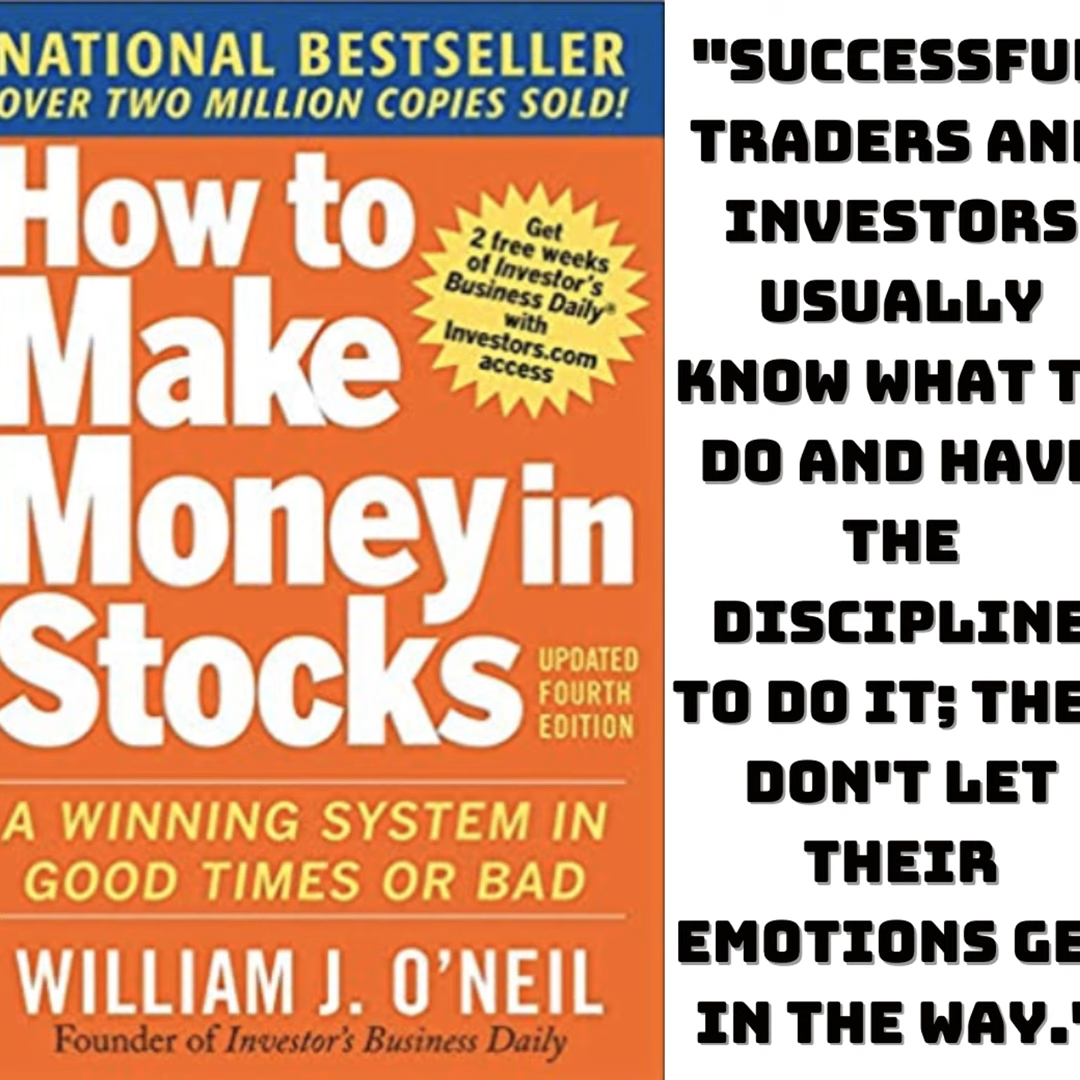 NATIONAL BESTSELLER
OVER TWO MILLION COPIES SOLD!
How to
Make
Money in
Stocks
Get
2 free weeks
of Investor's
Business Daily®
with
Investors.com
access
UPDATED
FOURTH
EDITION
A WINNING SYSTEM IN
GOOD TIMES OR BAD
WILLIAM J. O'NEIL
Founder of Investor's Business Daily
"SUCCESSFUL
TRADERS AND
INVESTORS
USUALLY
KNOW WHAT T
DO AND HAVE
THE
DISCIPLINE
TO DO IT; THE
DON'T LET
THEIR
EMOTIONS GE
IN THE WAY."